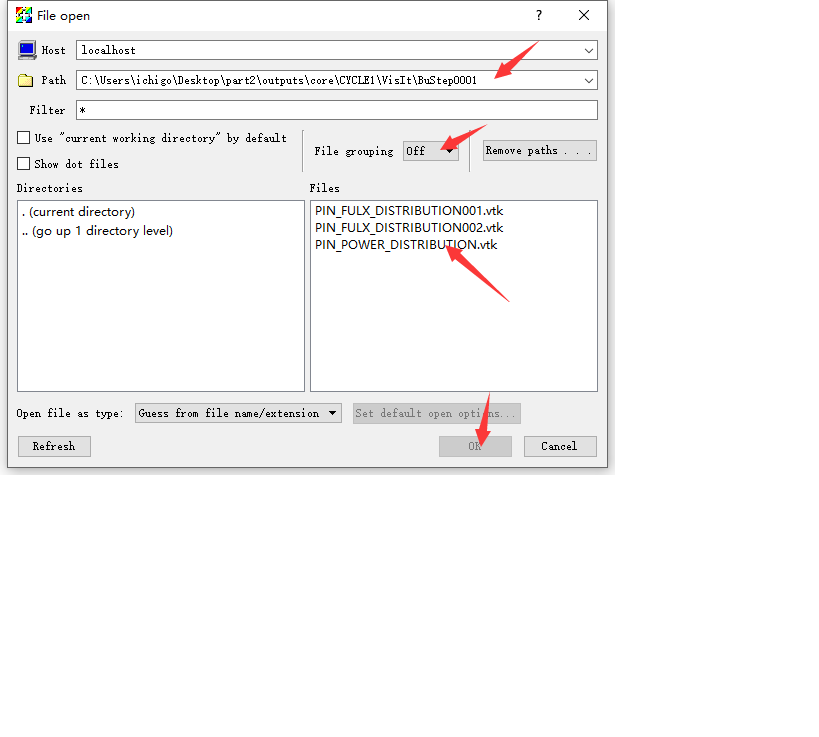 File open
?
Host localhost
Path C:\Users\ichigo\Desktop\part2\outputs\core\CYCLE1\VisIt\BuStep0001
Filter *
Use "current working directory" by default
Show dot files
File grouping Off
Remove paths . . .
Directories
. (current directory)
.. (go up 1 directory level)
Files
PIN_FULX_DISTRIBUTION001.vtk
PIN_FULX_DISTRIBUTION002.vtk
PIN_POWER_DISTRIBUTION.vtk
Open file as type: Guess from file name/extension Set default open options...
Refresh OK Cancel